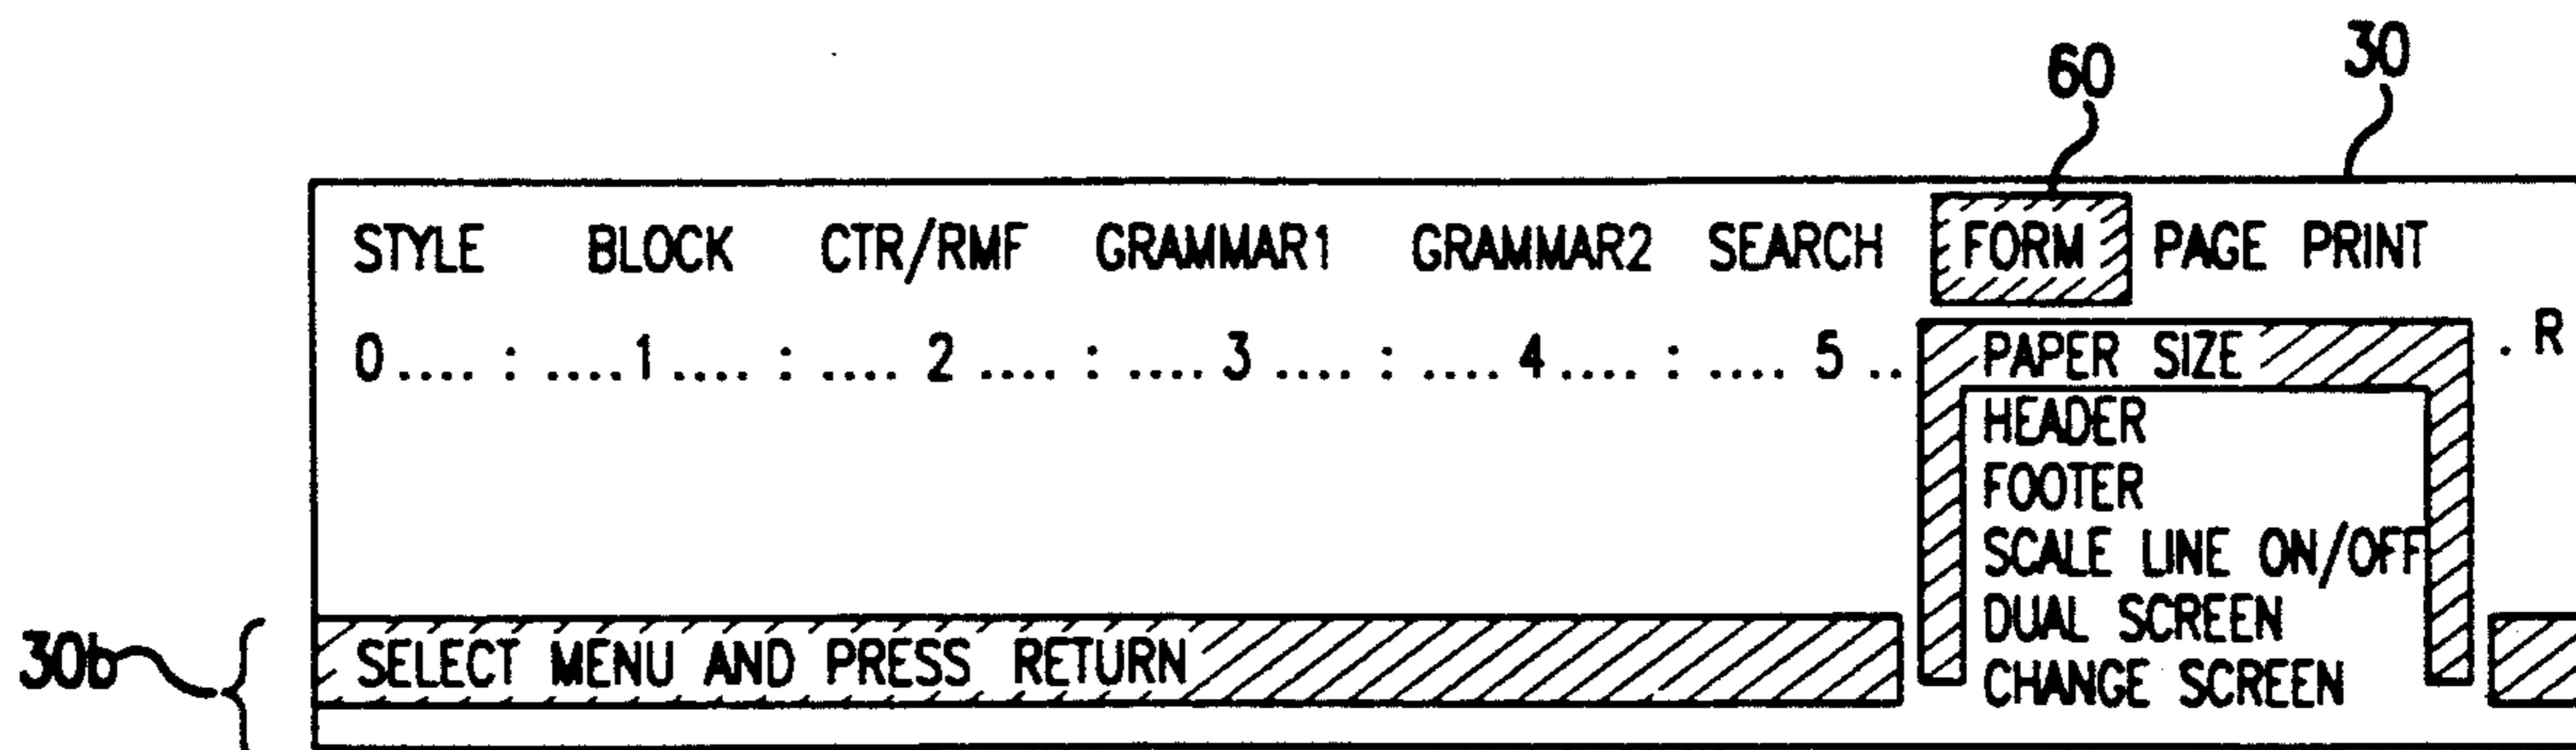 60 30
STYLE BLOCK CTR/RMF GRAMMAR1 GRAMMAR2 SEARCH FORM PAGE PRINT
0.... : ....1.... : .... 2 .... : .... 3 .... : .... 4.... : .... 5 .. PAPER SIZE . R
HEADER
FOOTER
SCALE LINE ON/OFF
DUAL SCREEN
30b SELECT MENU AND PRESS RETURN
CHANGE SCREEN